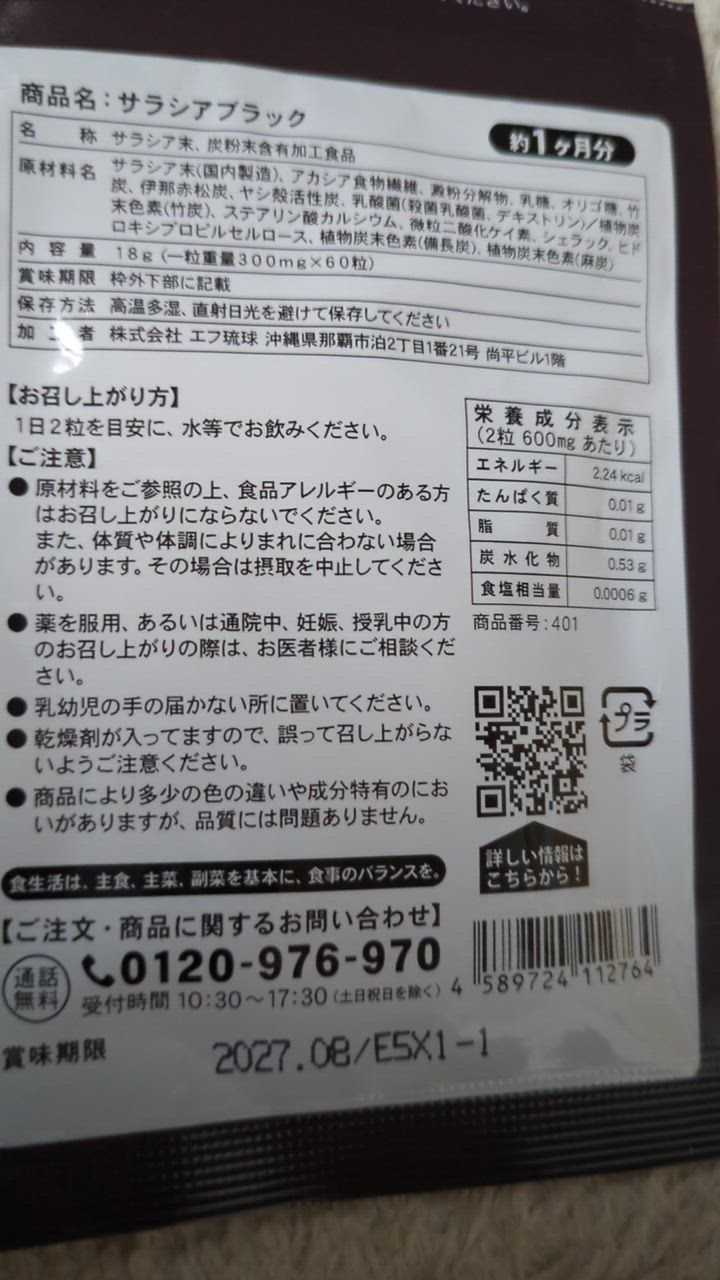 ください。
商品名：サラシアブラック
約1ヶ月分
名称 サラシア末、炭粉末含有加工食品
原材料名 サラシア末(国内製造)、アカシア食物繊維、澱粉分解物、乳糖、オリゴ糖、竹
炭、伊那赤松炭、ヤシ殻活性炭、乳酸菌(殺菌乳酸菌、デキストリン)/植物炭
末色素(竹炭)、ステアリン酸カルシウム、微粒二酸化ケイ素、シェラック、ヒド
ロキシプロピルセルロース、植物炭末色素(備長炭)、植物炭末色素(麻炭)
内容量 18g (一粒重量300mg×60粒)
賞味期限 枠外下部に記載
保存方法 高温多湿、直射日光を避けて保存してください
加工者 株式会社 エフ琉球 沖縄県那覇市泊2丁目1番21号 尚平ビル1階
【お召し上がり方】
1日2粒を目安に、水等でお飲みください。
【ご注意】
●原材料をご参照の上、食品アレルギーのある方
はお召し上がりにならないでください。
また、体質や体調によりまれに合わない場合
があります。その場合は摂取を中止してくださ
い。
●薬を服用、あるいは通院中、妊娠、授乳中の方
のお召し上がりの際は、お医者様にご相談くだ
さい。
●乳幼児の手の届かない所に置いてください。
●乾燥剤が入ってますので、誤って召し上がらな
いようご注意ください。
●商品により多少の色の違いや成分特有のにお
いがありますが、品質には問題ありません。
栄養成分表示
(2粒 600mg あたり)
エネルギー 2.24 kcal
たんぱく質 0.01 g
脂質 0.01 g
炭水化物 0.53 g
食塩相当量 0.0006 g
商品番号:401
プラ
袋
詳しい情報は
こちらから!
食生活は、主食、主菜、副菜を基本に、食事のバランスを。
【ご注文・商品に関するお問い合わせ】
通話
無料
0120-976-970
受付時間 10:30～17:30 (土日祝日を除く)
4 589724 112764
賞味期限 2027.08/E5X1-1